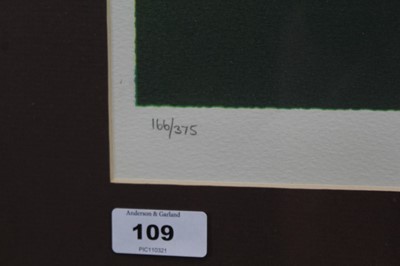 166/375
Anderson & Garland
109
PIC110321